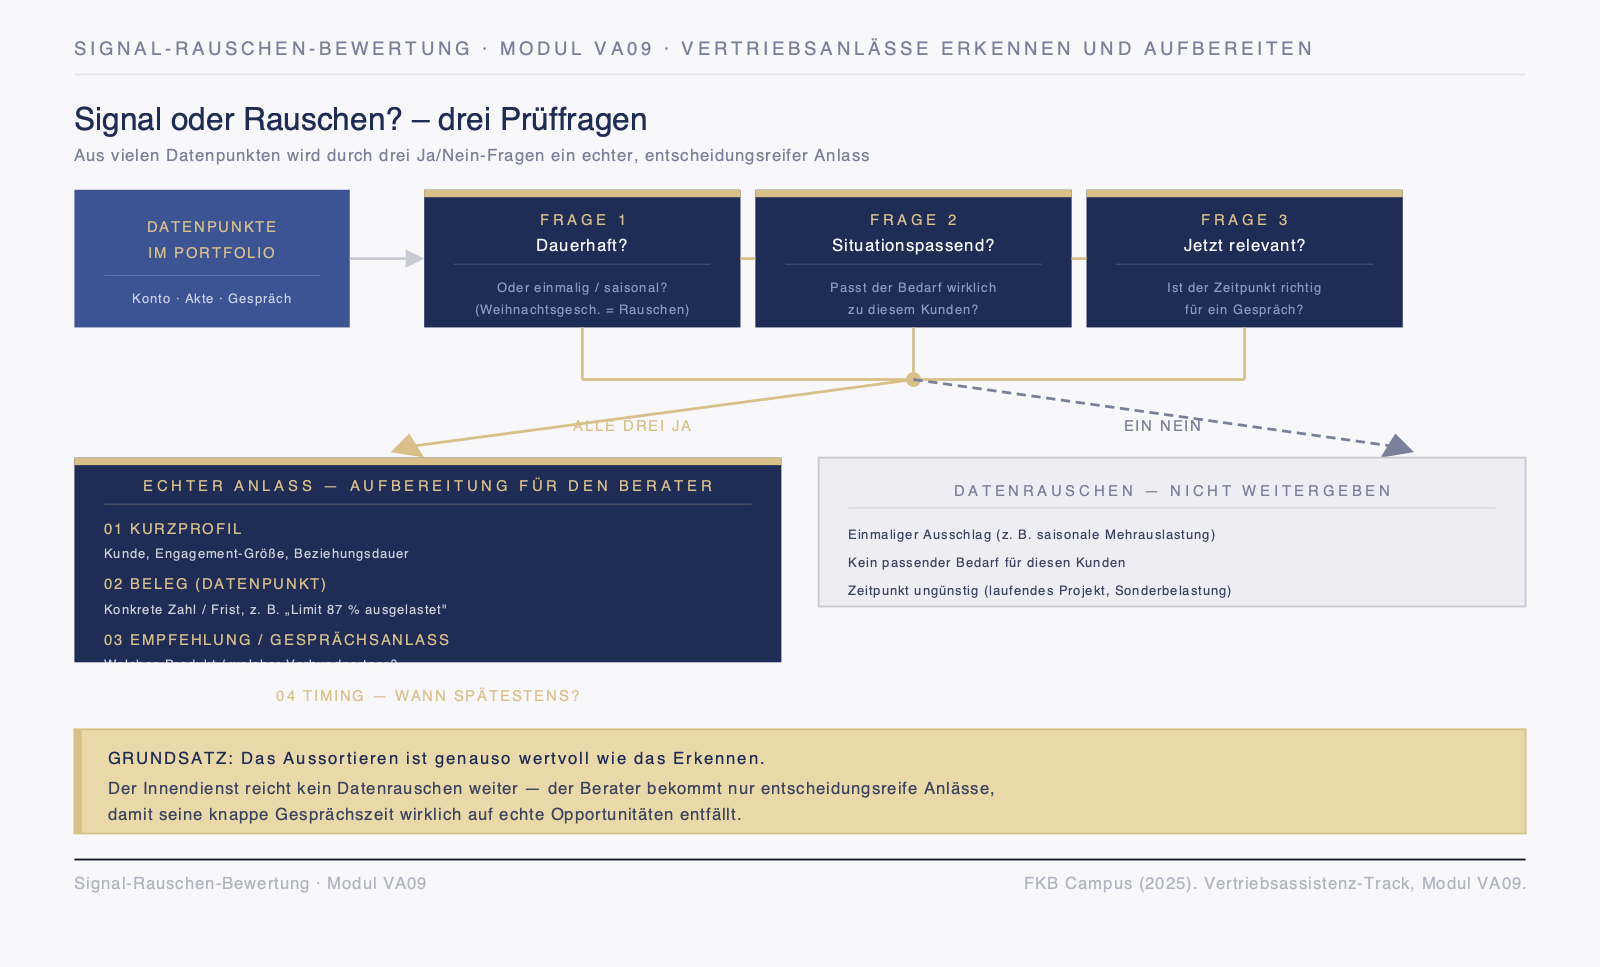 SIGNAL-RAUSCHEN-BEWERTUNG · MODUL VA09 · VERTRIEBSANLÄSSE ERKENNEN UND AUFBEREITEN
Signal oder Rauschen? – drei Prüffragen
Aus vielen Datenpunkten wird durch drei Ja/Nein-Fragen ein echter, entscheidungsreifer Anlass
DATENPUNKTE
IM PORTFOLIO
Konto · Akte · Gespräch
FRAGE 1
Dauerhaft?
Oder einmalig / saisonal?
(Weihnachtsgesch. = Rauschen)
FRAGE 2
Situationspassend?
Passt der Bedarf wirklich
zu diesem Kunden?
FRAGE 3
Jetzt relevant?
Ist der Zeitpunkt richtig
für ein Gespräch?
ALLE DREI JA
EIN NEIN
ECHTER ANLASS — AUFBEREITUNG FÜR DEN BERATER
01 KURZPROFIL
Kunde, Engagement-Größe, Beziehungsdauer
02 BELEG (DATENPUNKT)
Konkrete Zahl / Frist, z. B. „Limit 87 % ausgelastet"
03 EMPFEHLUNG / GESPRÄCHSANLASS
Welches Produkt / welcher Verbundpartner?
04 TIMING — WANN SPÄTESTENS?
DATENRAUSCHEN — NICHT WEITERGEBEN
Einmaliger Ausschlag (z. B. saisonale Mehrauslastung)
Kein passender Bedarf für diesen Kunden
Zeitpunkt ungünstig (laufendes Projekt, Sonderbelastung)
GRUNDSATZ: Das Aussortieren ist genauso wertvoll wie das Erkennen.
Der Innendienst reicht kein Datenrauschen weiter — der Berater bekommt nur entscheidungsreife Anlässe,
damit seine knappe Gesprächszeit wirklich auf echte Opportunitäten entfällt.
Signal-Rauschen-Bewertung · Modul VA09
FKB Campus (2025). Vertriebsassistenz-Track, Modul VA09.